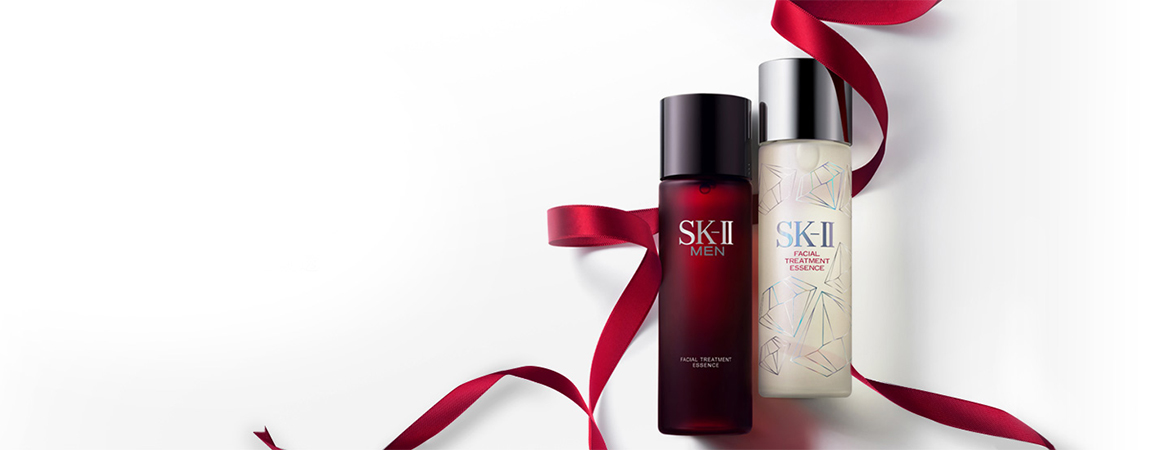 SK-II
MEN
FACIAL TREATMENT
ESSENCE
SK-II
FACIAL
TREATMENT
ESSENCE